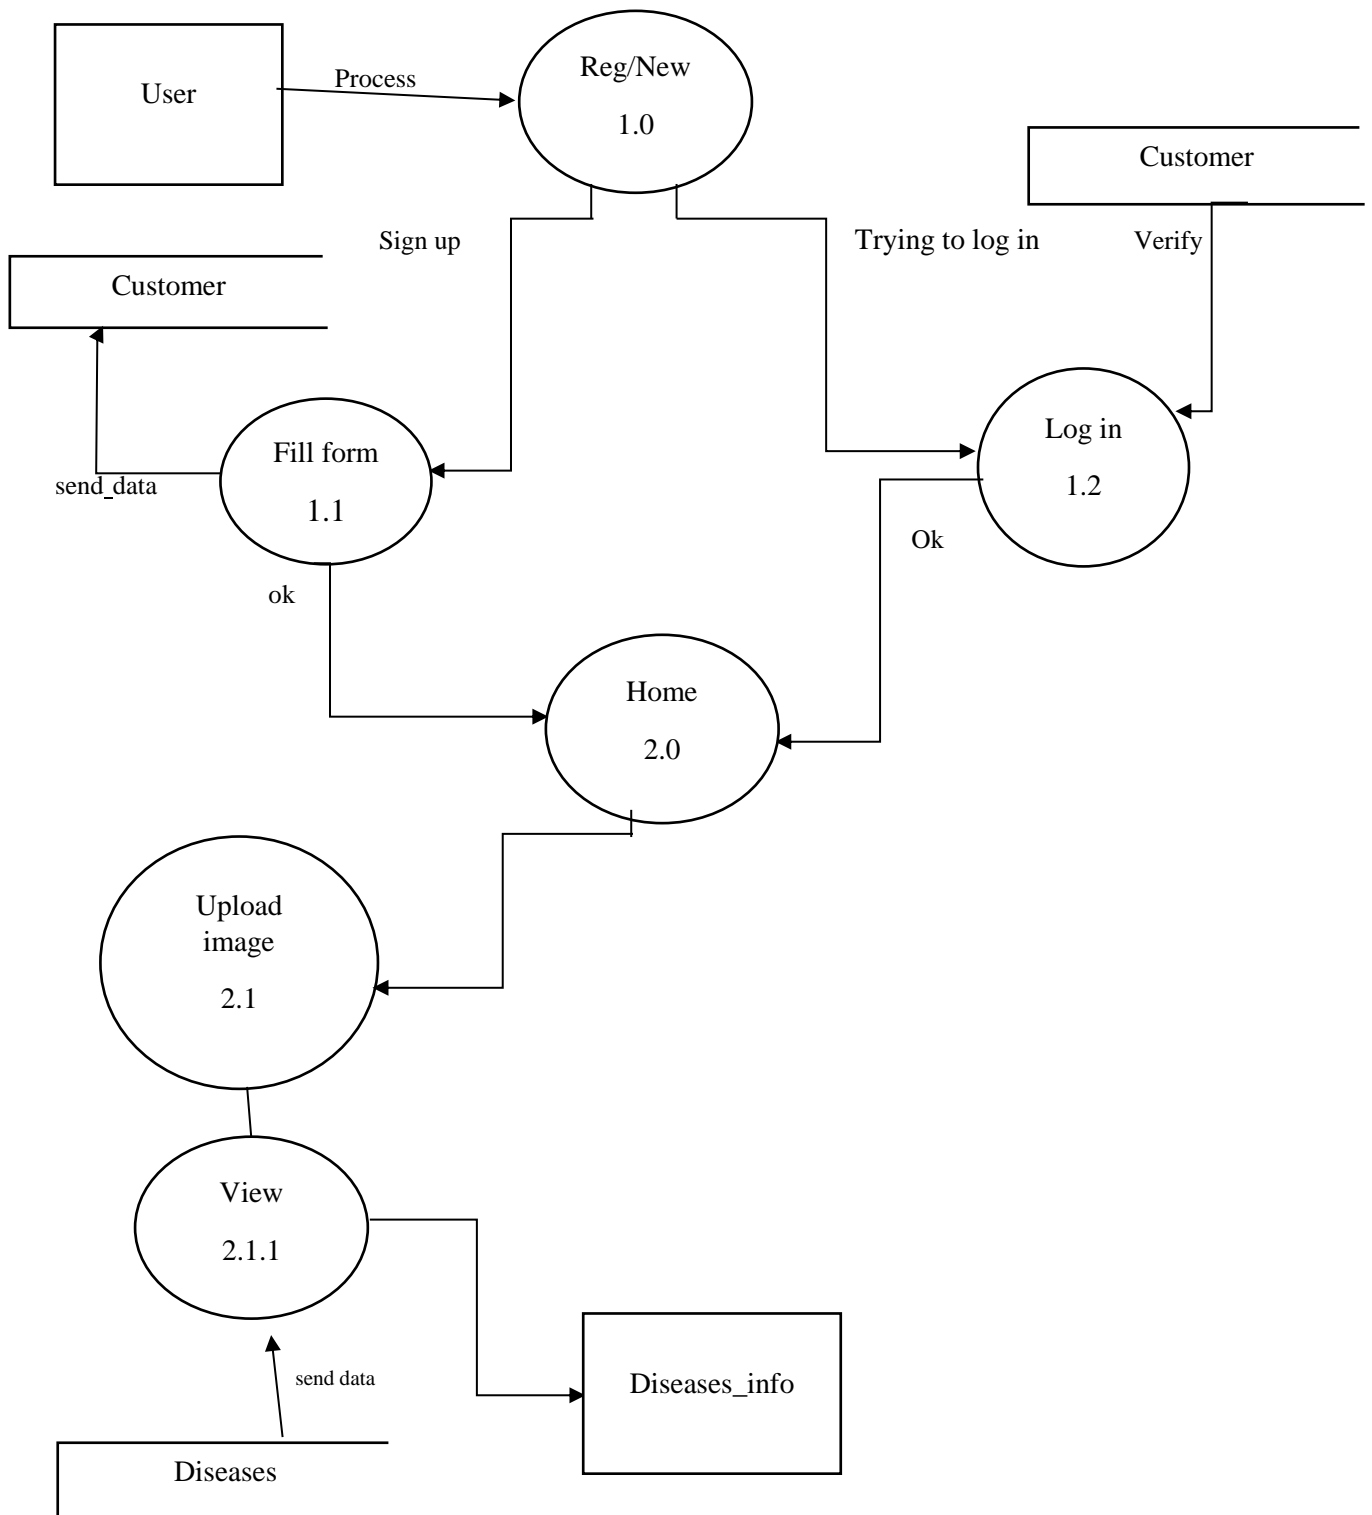 User
Process
Reg/New
1.0
Customer
Sign up
Trying to log in
Verify
Customer
Fill form
1.1
send_data
Log in
1.2
Ok
ok
Home
2.0
Upload
image
2.1
View
2.1.1
send data
Diseases_info
Diseases